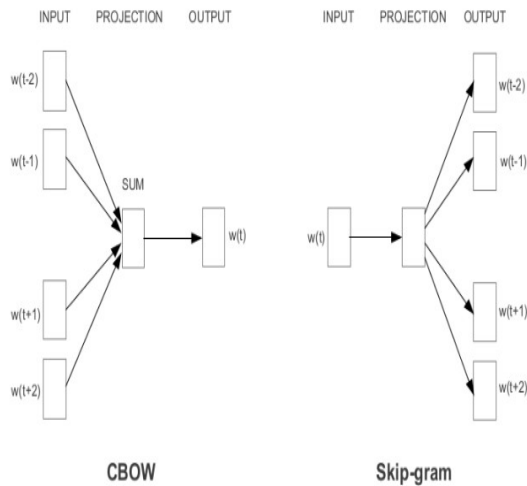 INPUT PROJECTION OUTPUT
w(t-2)
w(t-1)
SUM
w(t)
w(t+1)
w(t+2)
CBOW
INPUT PROJECTION OUTPUT
w(t-2)
w(t-1)
w(t)
w(t+1)
w(t+2)
Skip-gram